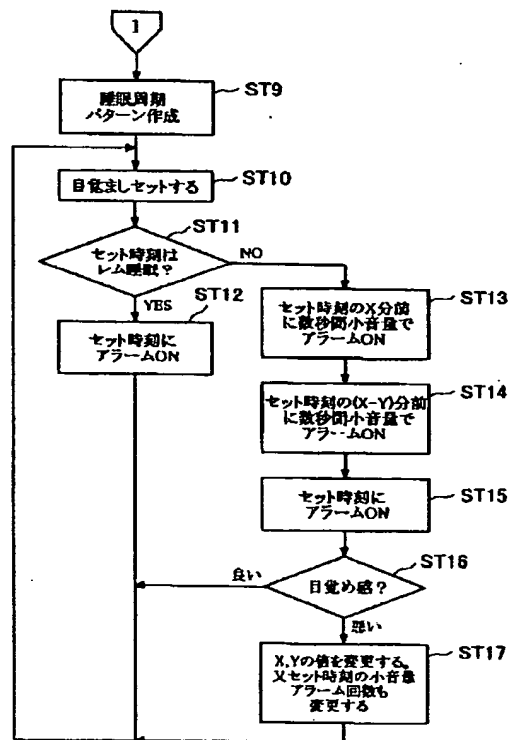 1
ST9
睡眠周期
パターン作成
ST10
目覚ましセットする
ST11
セット時刻は
レム睡眠?
NO
YES
ST12
セット時刻に
アラームON
ST13
セット時刻のX分前
に数秒間小音量で
アラームON
ST14
セット時刻の(X-Y)分前
に数秒間小音量で
アラームON
ST15
セット時刻に
アラームON
ST16
目覚め感?
良い
悪い
ST17
X,Yの値を変更する。
又セット時刻の小音量
アラーム回数も
変更する